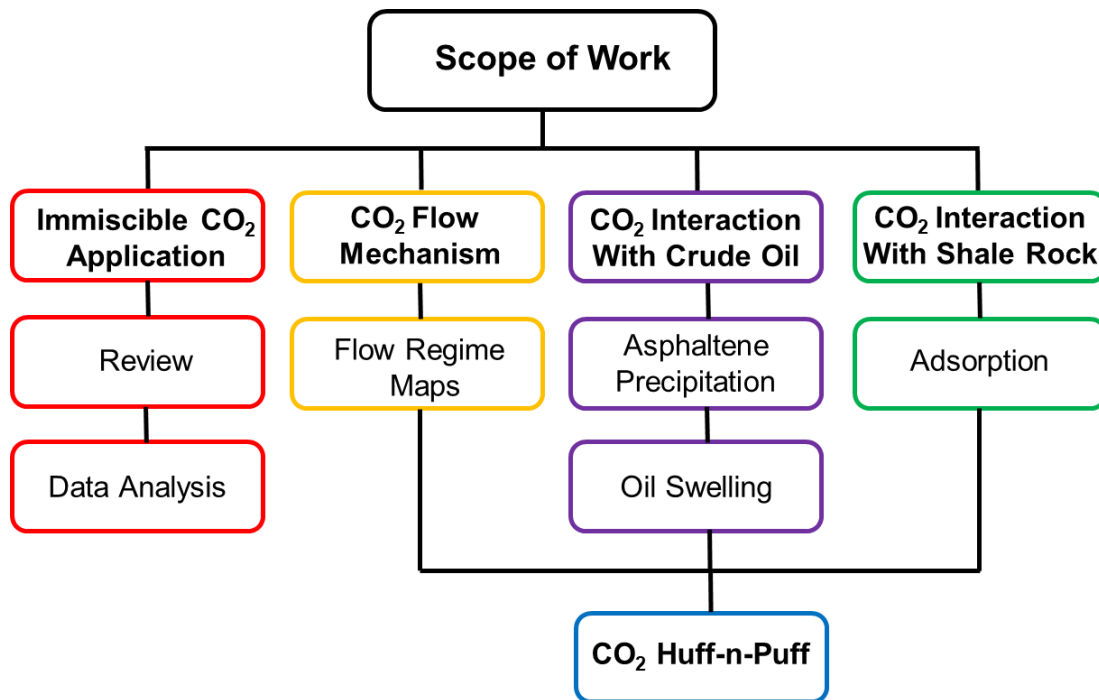 Scope of Work
Immiscible CO₂
Application
CO₂ Flow
Mechanism
CO₂ Interaction
With Crude Oil
CO₂ Interaction
With Shale Rock
Review
Flow Regime
Maps
Asphaltene
Precipitation
Adsorption
Data Analysis
Oil Swelling
CO₂ Huff-n-Puff